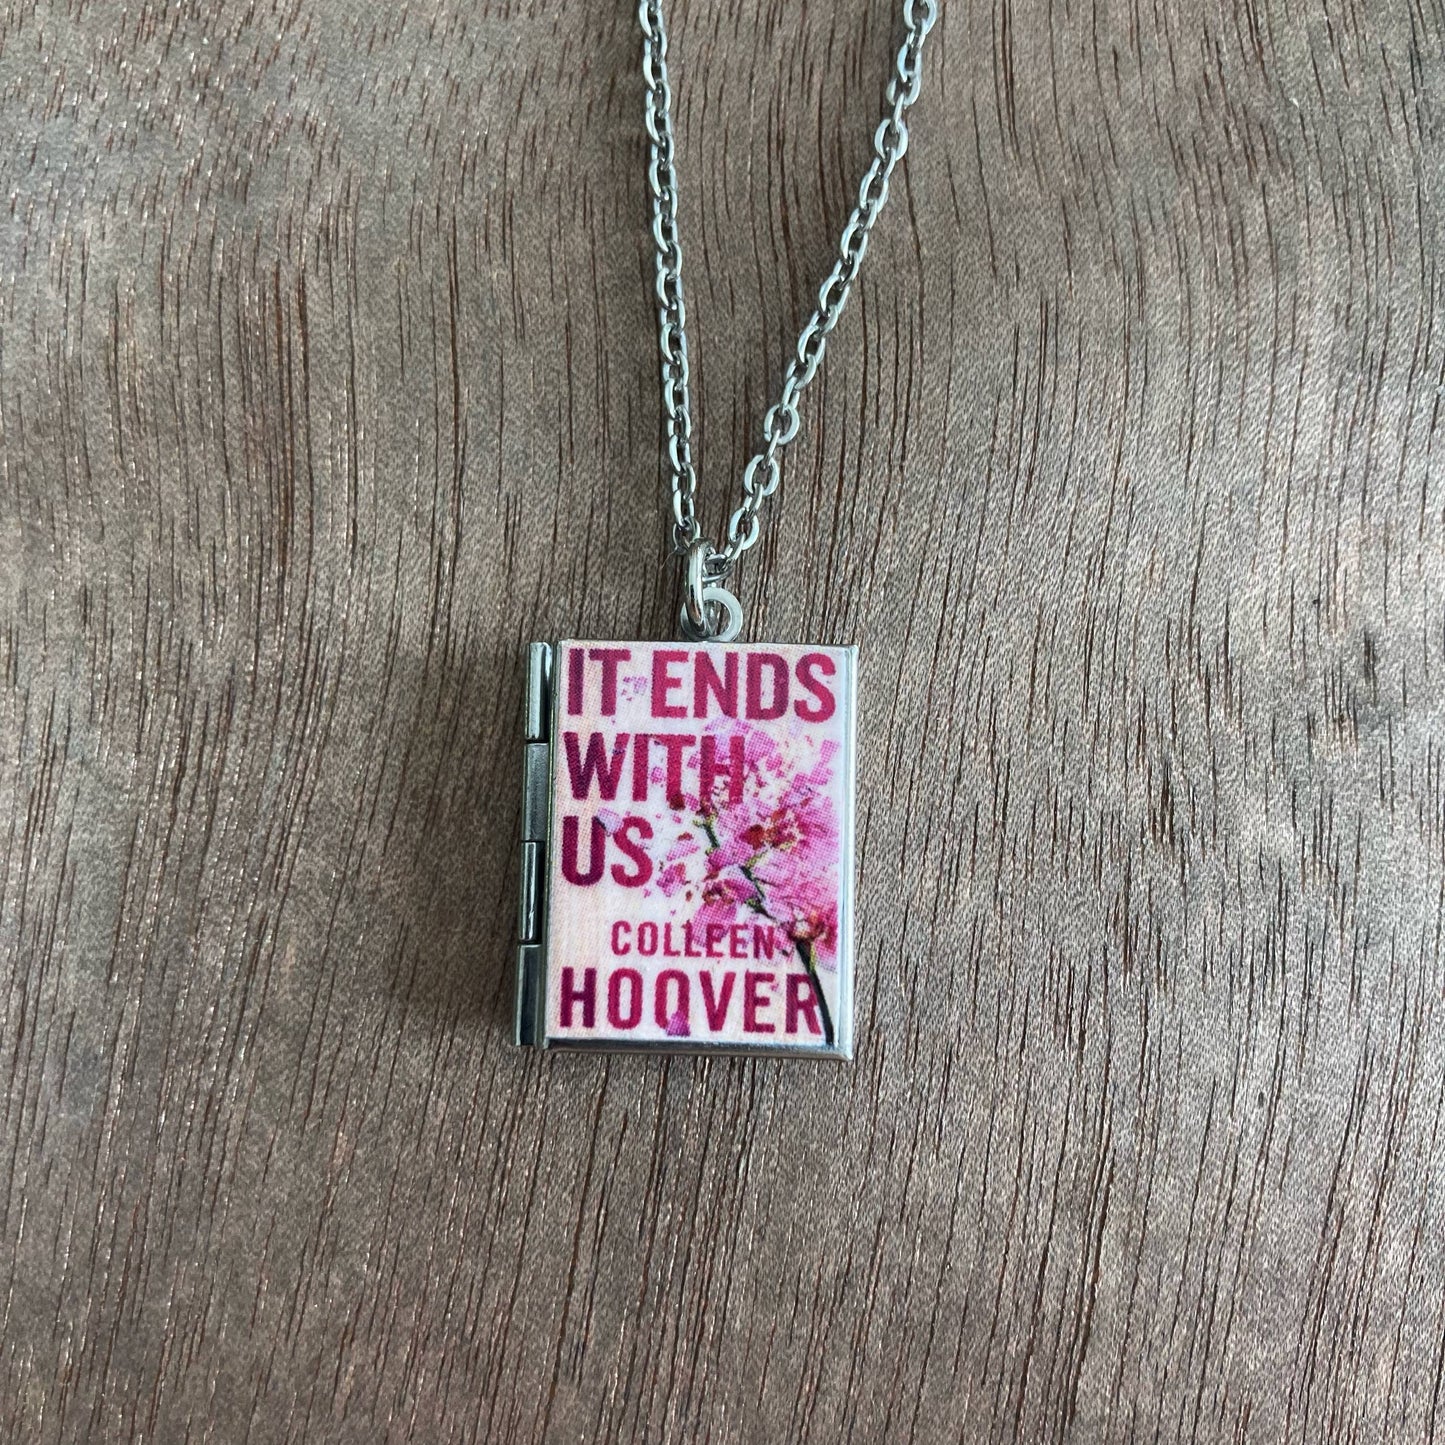 IT ENDS
WITH
US
COLLEEN
HOOVER